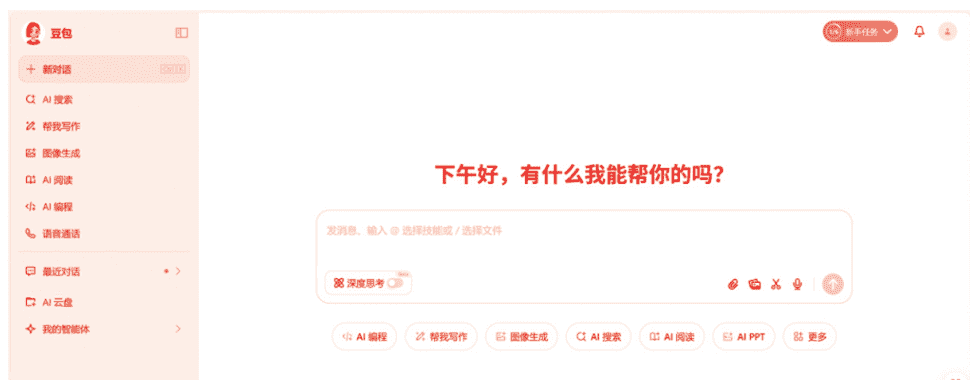 豆包
新手任务
新对话
AI 搜索
帮我写作
图像生成
AI 阅读
AI 编程
语音通话
最近对话
AI 云盘
我的智能体
下午好，有什么我能帮你的吗？
发消息、输入 @ 选择技能或 / 选择文件
深度思考
Beta
AI 编程 帮我写作 图像生成 AI 搜索 AI 阅读 AI PPT 更多